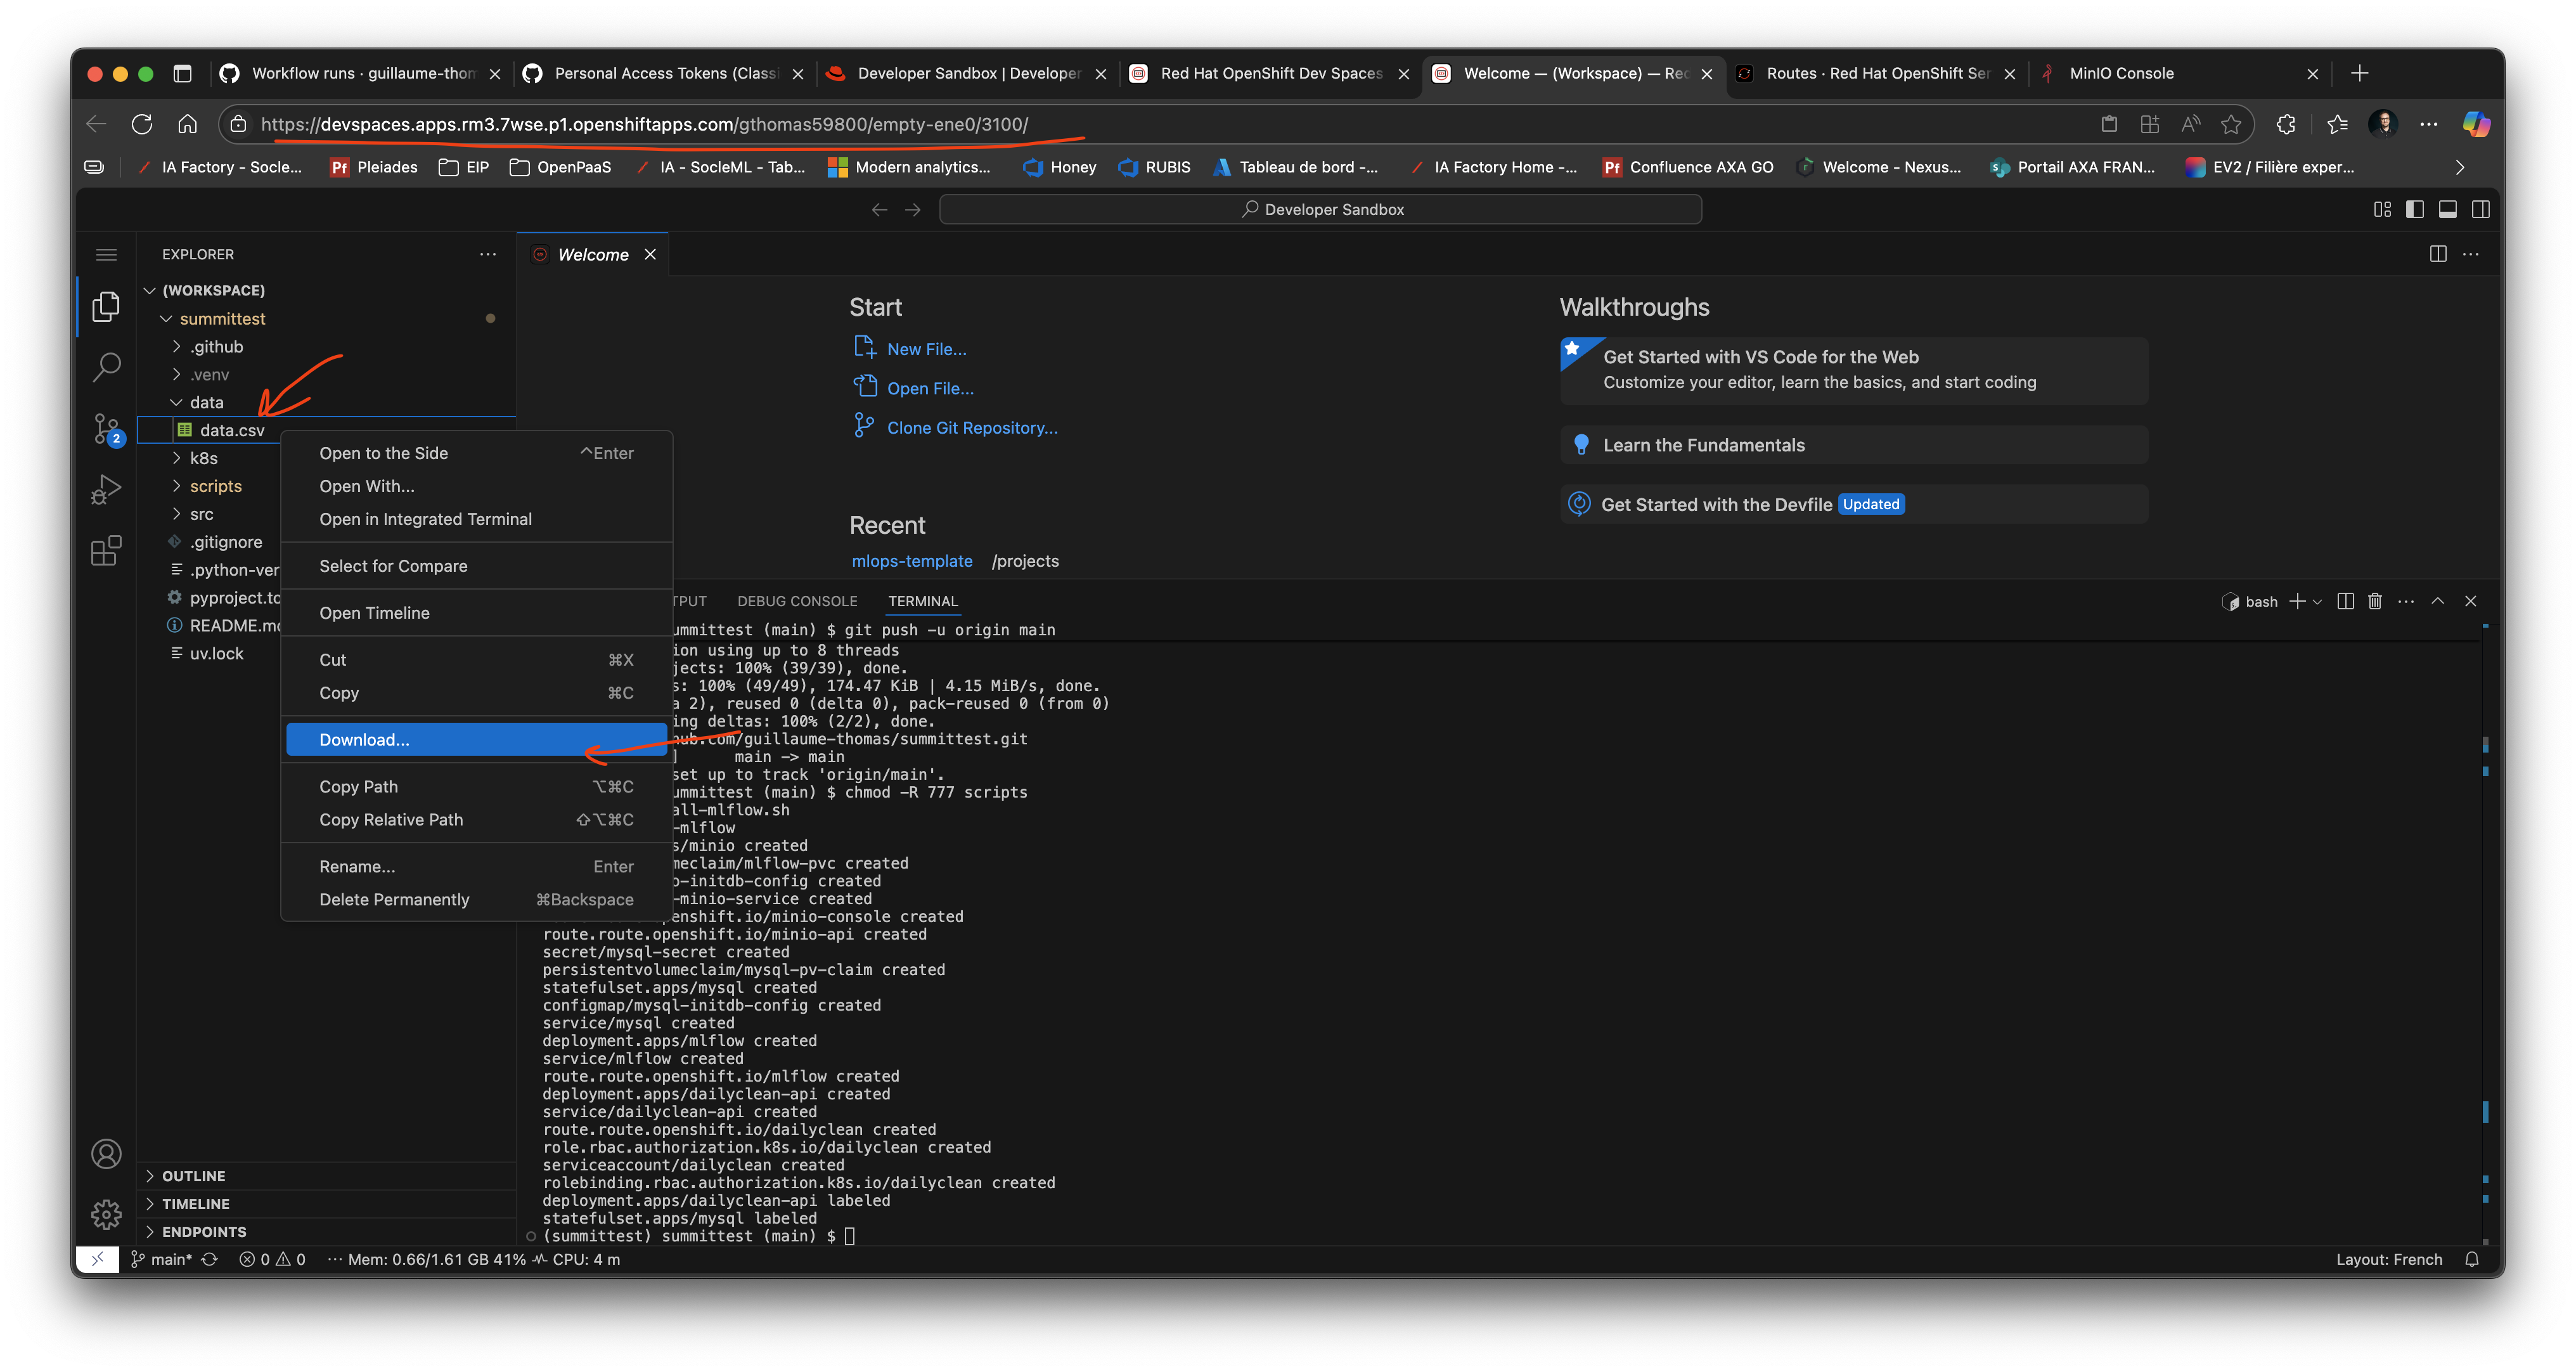 Workflow runs · guillaume-thom
Personal Access Tokens (Classi
Developer Sandbox | Developer
Red Hat OpenShift Dev Spaces
Welcome — (Workspace) — Rec
Routes · Red Hat OpenShift Ser
MinIO Console
https://devspaces.apps.rm3.7wse.p1.openshiftapps.com/gthomas59800/empty-ene0/3100/
IA Factory - Socle...
Pleiades
EIP
OpenPaaS
IA - SocleML - Tab...
Modern analytics...
Honey
RUBIS
Tableau de bord -...
IA Factory Home -...
Confluence AXA GO
Welcome - Nexus...
Portail AXA FRAN...
EV2 / Filière exper...
Developer Sandbox
EXPLORER
Welcome
(WORKSPACE)
summittest
.github
.venv
data
data.csv
k8s
scripts
src
.gitignore
.python-ver
pyproject.to
README.md
uv.lock
2
OUTLINE
TIMELINE
ENDPOINTS
Open to the Side ^Enter
Open With...
Open in Integrated Terminal
Select for Compare
Open Timeline
Cut ⌘X
Copy ⌘C
Download...
Copy Path ⌥⌘C
Copy Relative Path ⇧⌥⌘C
Rename... Enter
Delete Permanently ⌘Backspace
Start
New File...
Open File...
Clone Git Repository...
Recent
mlops-template /projects
Walkthroughs
Get Started with VS Code for the Web
Customize your editor, learn the basics, and start coding
Learn the Fundamentals
Get Started with the Devfile Updated
TPUT DEBUG CONSOLE TERMINAL
bash
ummittest (main) $ git push -u origin main
ion using up to 8 threads
jects: 100% (39/39), done.
s: 100% (49/49), 174.47 KiB | 4.15 MiB/s, done.
a 2), reused 0 (delta 0), pack-reused 0 (from 0)
ing deltas: 100% (2/2), done.
hub.com/guillaume-thomas/summittest.git
] main -> main
set up to track 'origin/main'.
ummittest (main) $ chmod -R 777 scripts
all-mlflow.sh
-mlflow
s/minio created
meclaim/mlflow-pvc created
o-initdb-config created
-minio-service created
enshift.io/minio-console created
route.route.openshift.io/minio-api created
secret/mysql-secret created
persistentvolumeclaim/mysql-pv-claim created
statefulset.apps/mysql created
configmap/mysql-initdb-config created
service/mysql created
deployment.apps/mlflow created
service/mlflow created
route.route.openshift.io/mlflow created
deployment.apps/dailyclean-api created
service/dailyclean-api created
route.route.openshift.io/dailyclean created
role.rbac.authorization.k8s.io/dailyclean created
serviceaccount/dailyclean created
rolebinding.rbac.authorization.k8s.io/dailyclean created
deployment.apps/dailyclean-api labeled
statefulset.apps/mysql labeled
(summittest) summittest (main) $
main* 0 0 ··· Mem: 0.66/1.61 GB 41% CPU: 4 m
Layout: French